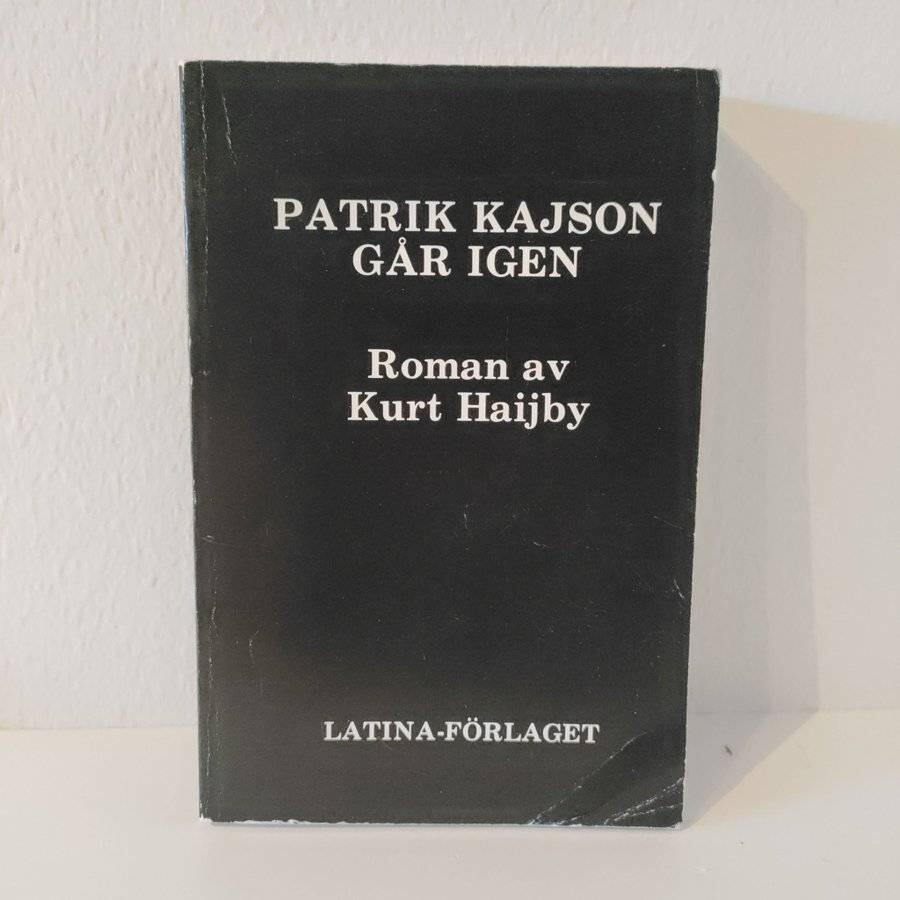 PATRIK KAJSON
GÅR IGEN
Roman av
Kurt Haijby
LATINA-FÖRLAGET